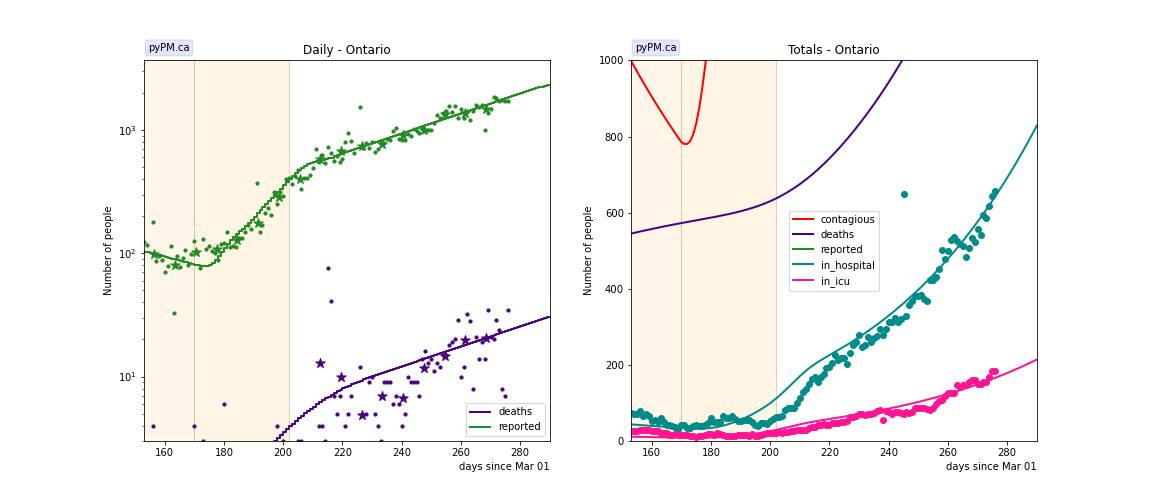 pyPM.ca
Daily - Ontario
Number of people
10³
10²
10¹
160 180 200 220 240 260 280
days since Mar 01
deaths
reported
pyPM.ca
Totals - Ontario
Number of people
1000
800
600
400
200
0
160 180 200 220 240 260 280
days since Mar 01
contagious
deaths
reported
in_hospital
in_icu